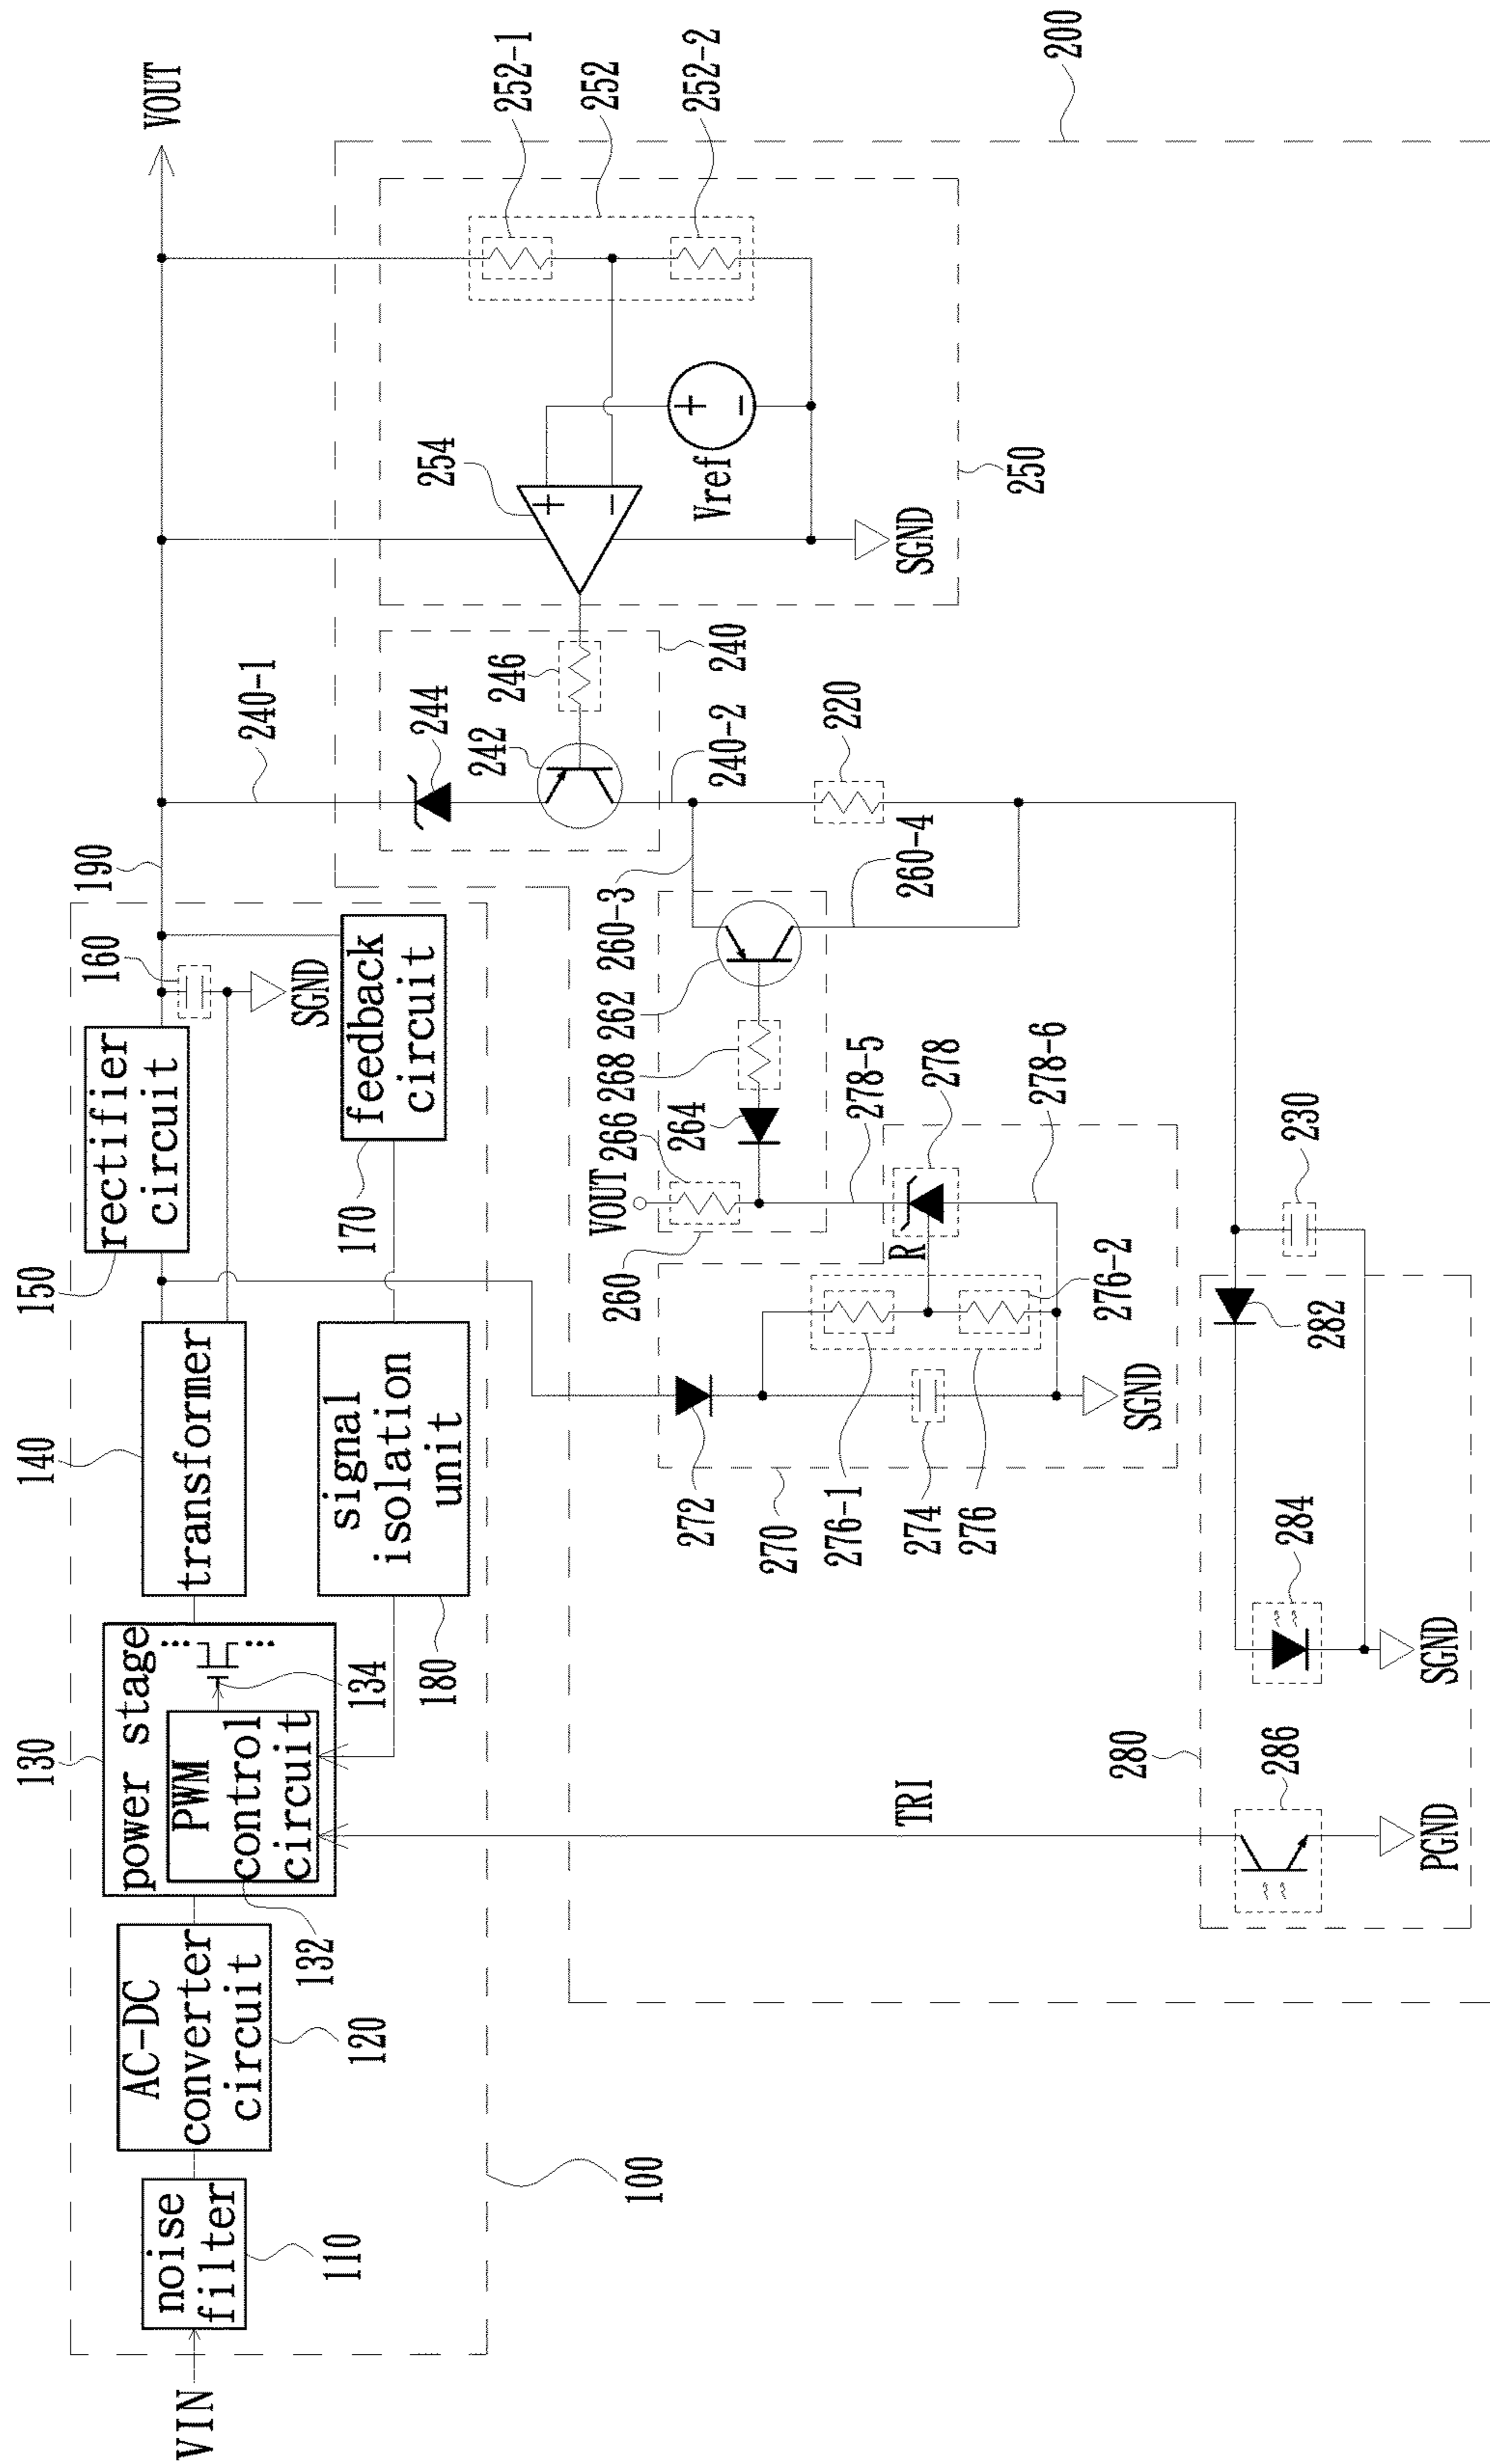 VIN
noise
filter
110
AC-DC
converter
circuit
120
130
power stage
PWM
control
circuit
132
134
140
transformer
signal
isolation
unit
180
150
rectifier
circuit
160
SGND
feedback
circuit
170
190
VOUT
100
240-1
244
242
246
240
240-2
254
+
−
Vref
+
−
252-1
252
252-2
SGND
250
200
220
260-3
260-4
262
268
264
266
VOUT
260
278-5
278
278-6
R
276-2
276-1
276
274
272
270
SGND
230
282
284
SGND
280
286
PGND
TRI